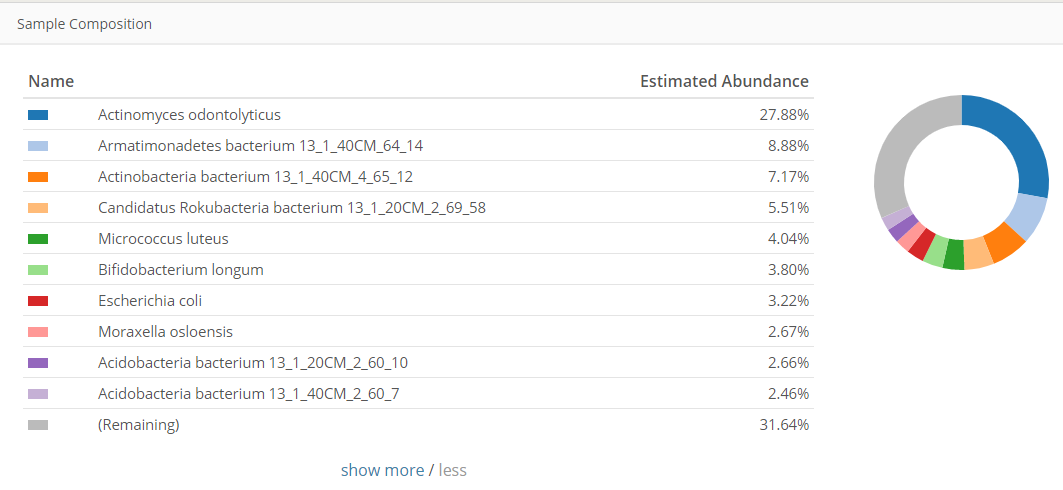 Sample Composition
Name Estimated Abundance
Actinomyces odontolyticus 27.88%
Armatimonadetes bacterium 13_1_40CM_64_14 8.88%
Actinobacteria bacterium 13_1_40CM_4_65_12 7.17%
Candidatus Rokubacteria bacterium 13_1_20CM_2_69_58 5.51%
Micrococcus luteus 4.04%
Bifidobacterium longum 3.80%
Escherichia coli 3.22%
Moraxella osloensis 2.67%
Acidobacteria bacterium 13_1_20CM_2_60_10 2.66%
Acidobacteria bacterium 13_1_40CM_2_60_7 2.46%
(Remaining) 31.64%
show more / less